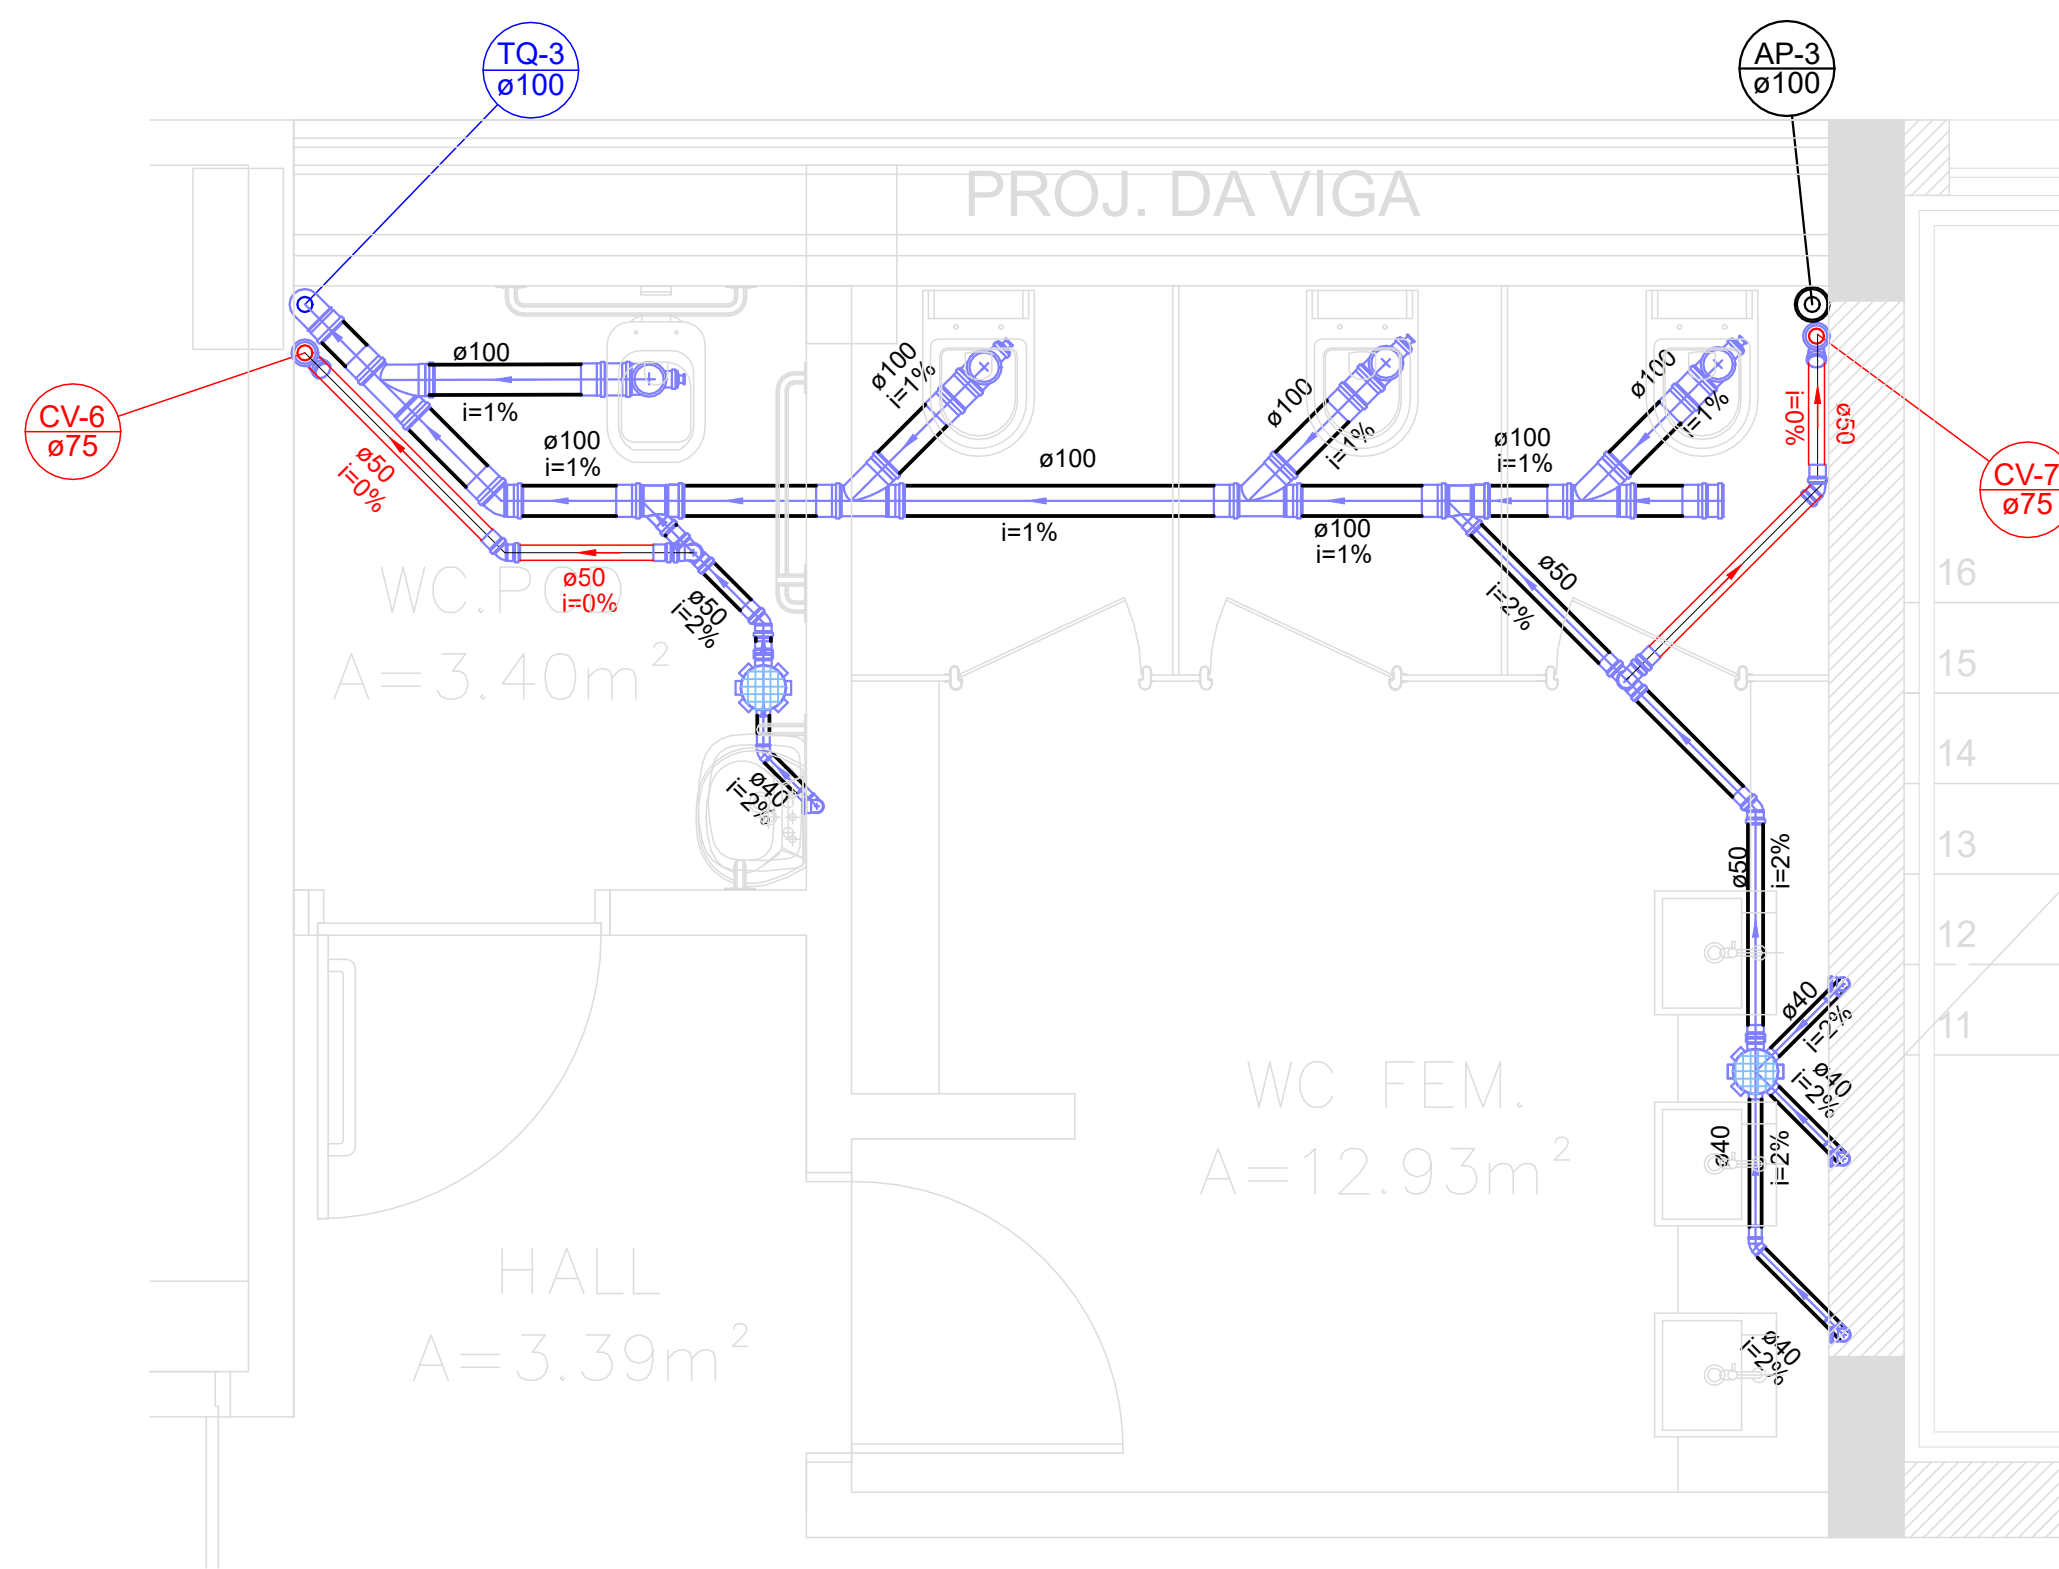 TQ-3
ø100
AP-3
ø100
PROJ. DA VIGA
ø100
i=1%
ø100
i=1%
ø100
i=1%
ø100
i=1%
i=0%
ø50
CV-6
ø75
CV-7
ø75
ø50
i=0%
ø100
i=1%
ø100
i=1%
ø100
i=1%
ø100
i=1%
ø50
i=0%
ø50
i=2%
ø50
i=2%
WC.PCD
A=3.40m²
ø40
i=2%
ø50
i=2%
16
15
14
13
12
11
ø40
i=2%
ø40
i=2%
ø40
i=2%
WC FEM.
A=12.93m²
HALL
A=3.39m²
ø40
i=2%